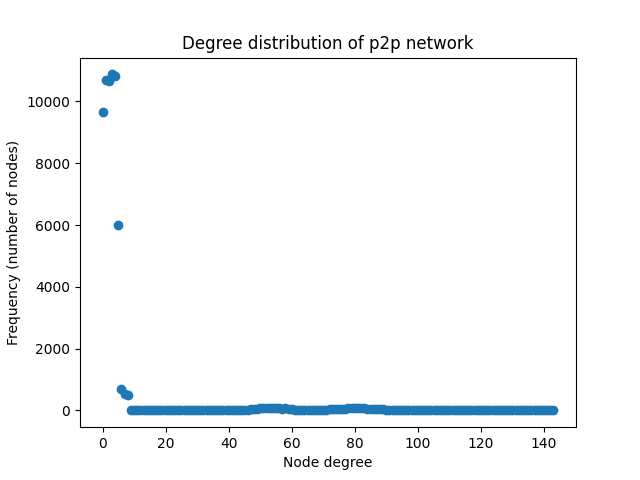 Degree distribution of p2p network
Frequency (number of nodes)
10000
8000
6000
4000
2000
0
0 20 40 60 80 100 120 140
Node degree